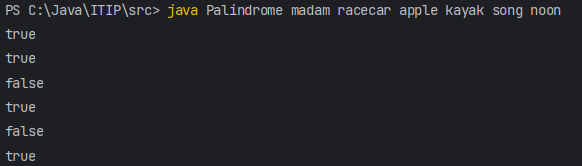 PS C:\Java\ITIP\src> java Palindrome madam racecar apple kayak song noon
true
true
false
true
false
true